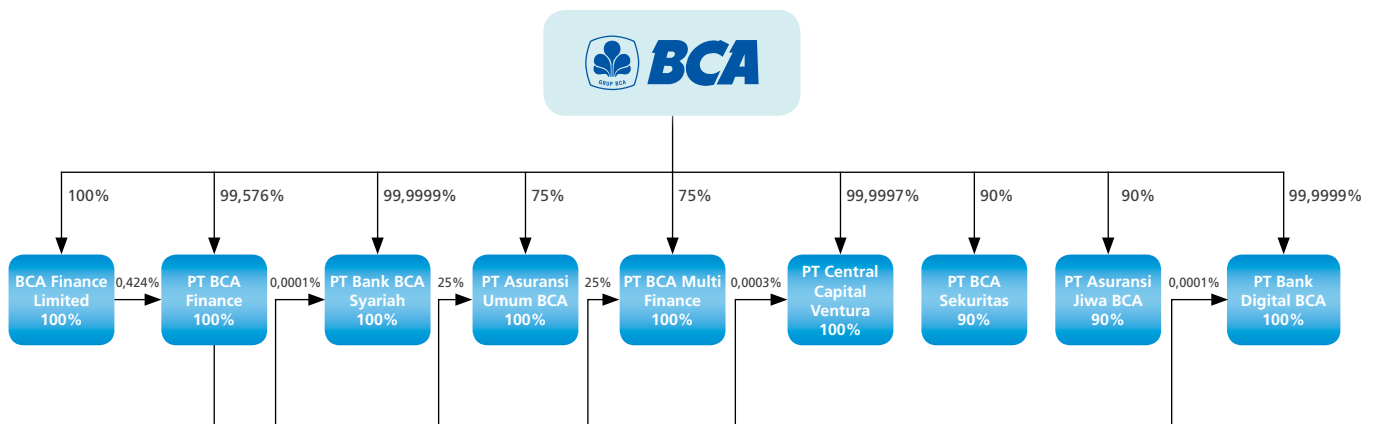 GRUP BCA
BCA
100%
99,576%
99,9999%
75%
75%
99,9997%
90%
90%
99,9999%
BCA Finance
Limited
100%
0,424%
PT BCA
Finance
100%
0,0001%
PT Bank BCA
Syariah
100%
25%
PT Asuransi
Umum BCA
100%
25%
PT BCA Multi
Finance
100%
0,0003%
PT Central
Capital
Ventura
100%
PT BCA
Sekuritas
90%
PT Asuransi
Jiwa BCA
90%
0,0001%
PT Bank
Digital BCA
100%